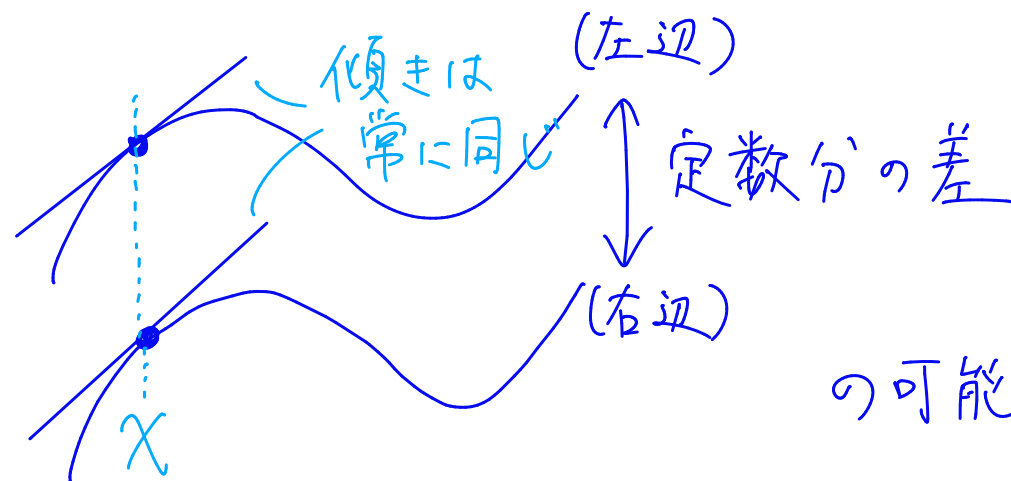 (左辺)
傾きは
常に同じ
定数分の差
(右辺)
の可能
x